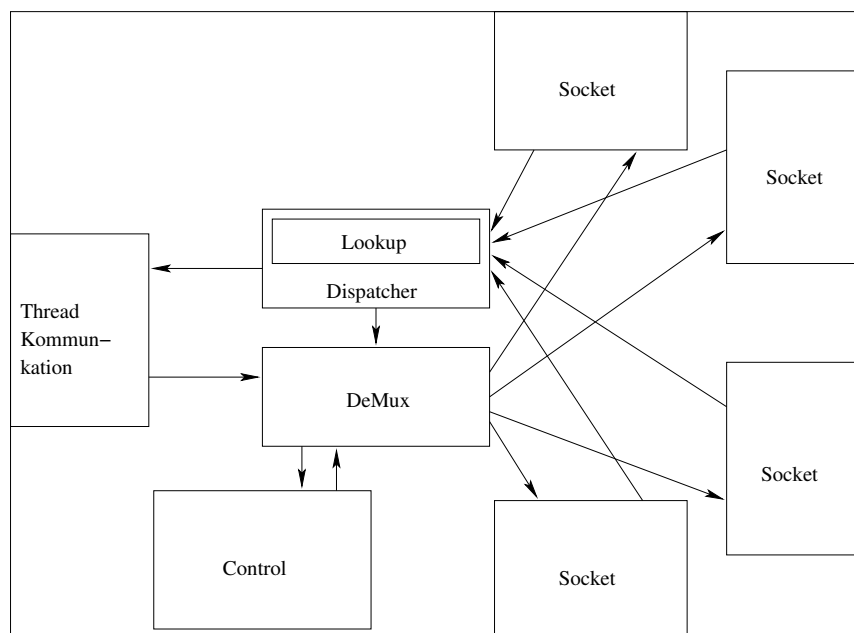 Socket
Socket
Lookup
Dispatcher
Thread
Kommun−
kation
DeMux
Socket
Control
Socket